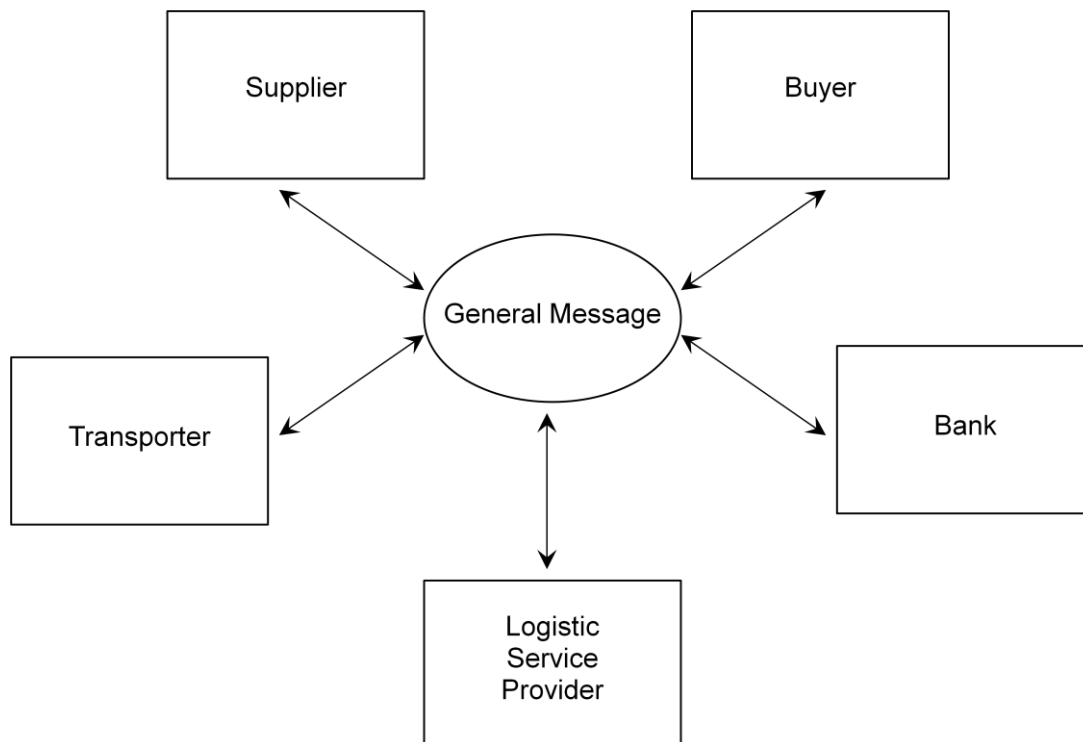 Supplier
Buyer
General Message
Transporter
Bank
Logistic
Service
Provider